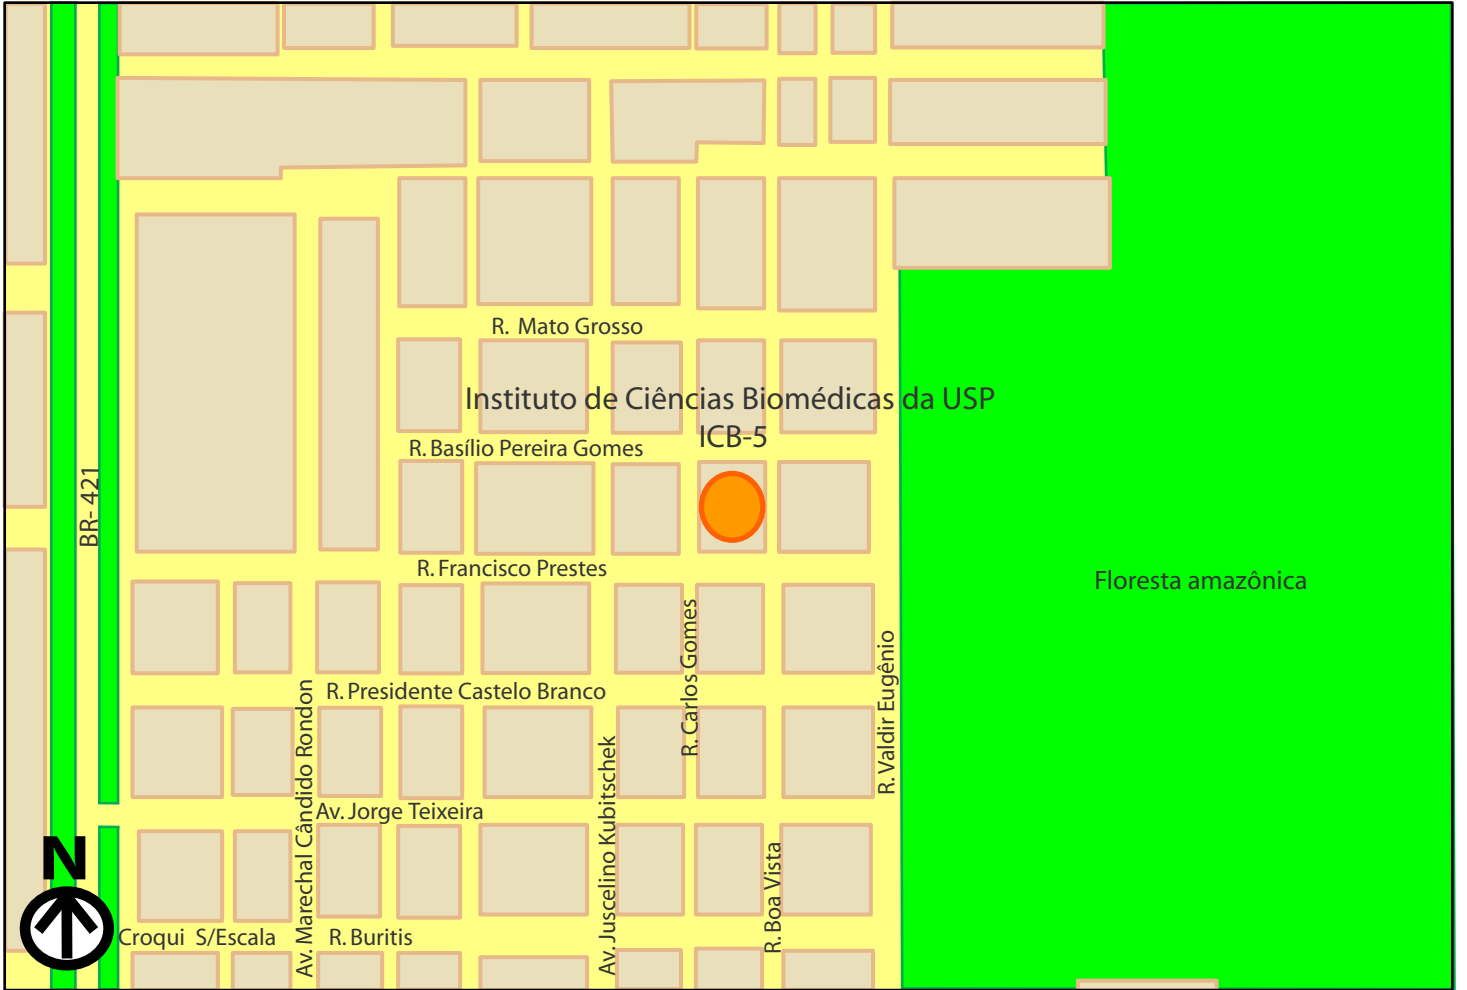 R. Mato Grosso
Instituto de Ciências Biomédicas da USP
ICB-5
R. Basílio Pereira Gomes
BR- 421
R. Francisco Prestes
Floresta amazônica
R. Carlos Gomes
R. Valdir Eugênio
R. Presidente Castelo Branco
Av. Marechal Cândido Rondon
Av. Juscelino Kubitschek
Av. Jorge Teixeira
R. Boa Vista
N
Croqui S/Escala
R. Buritis